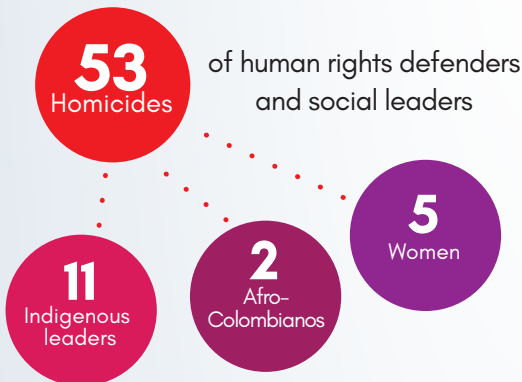 53
Homicides
of human rights defenders
and social leaders
5
Women
2
Afro-
Colombianos
11
Indigenous
leaders